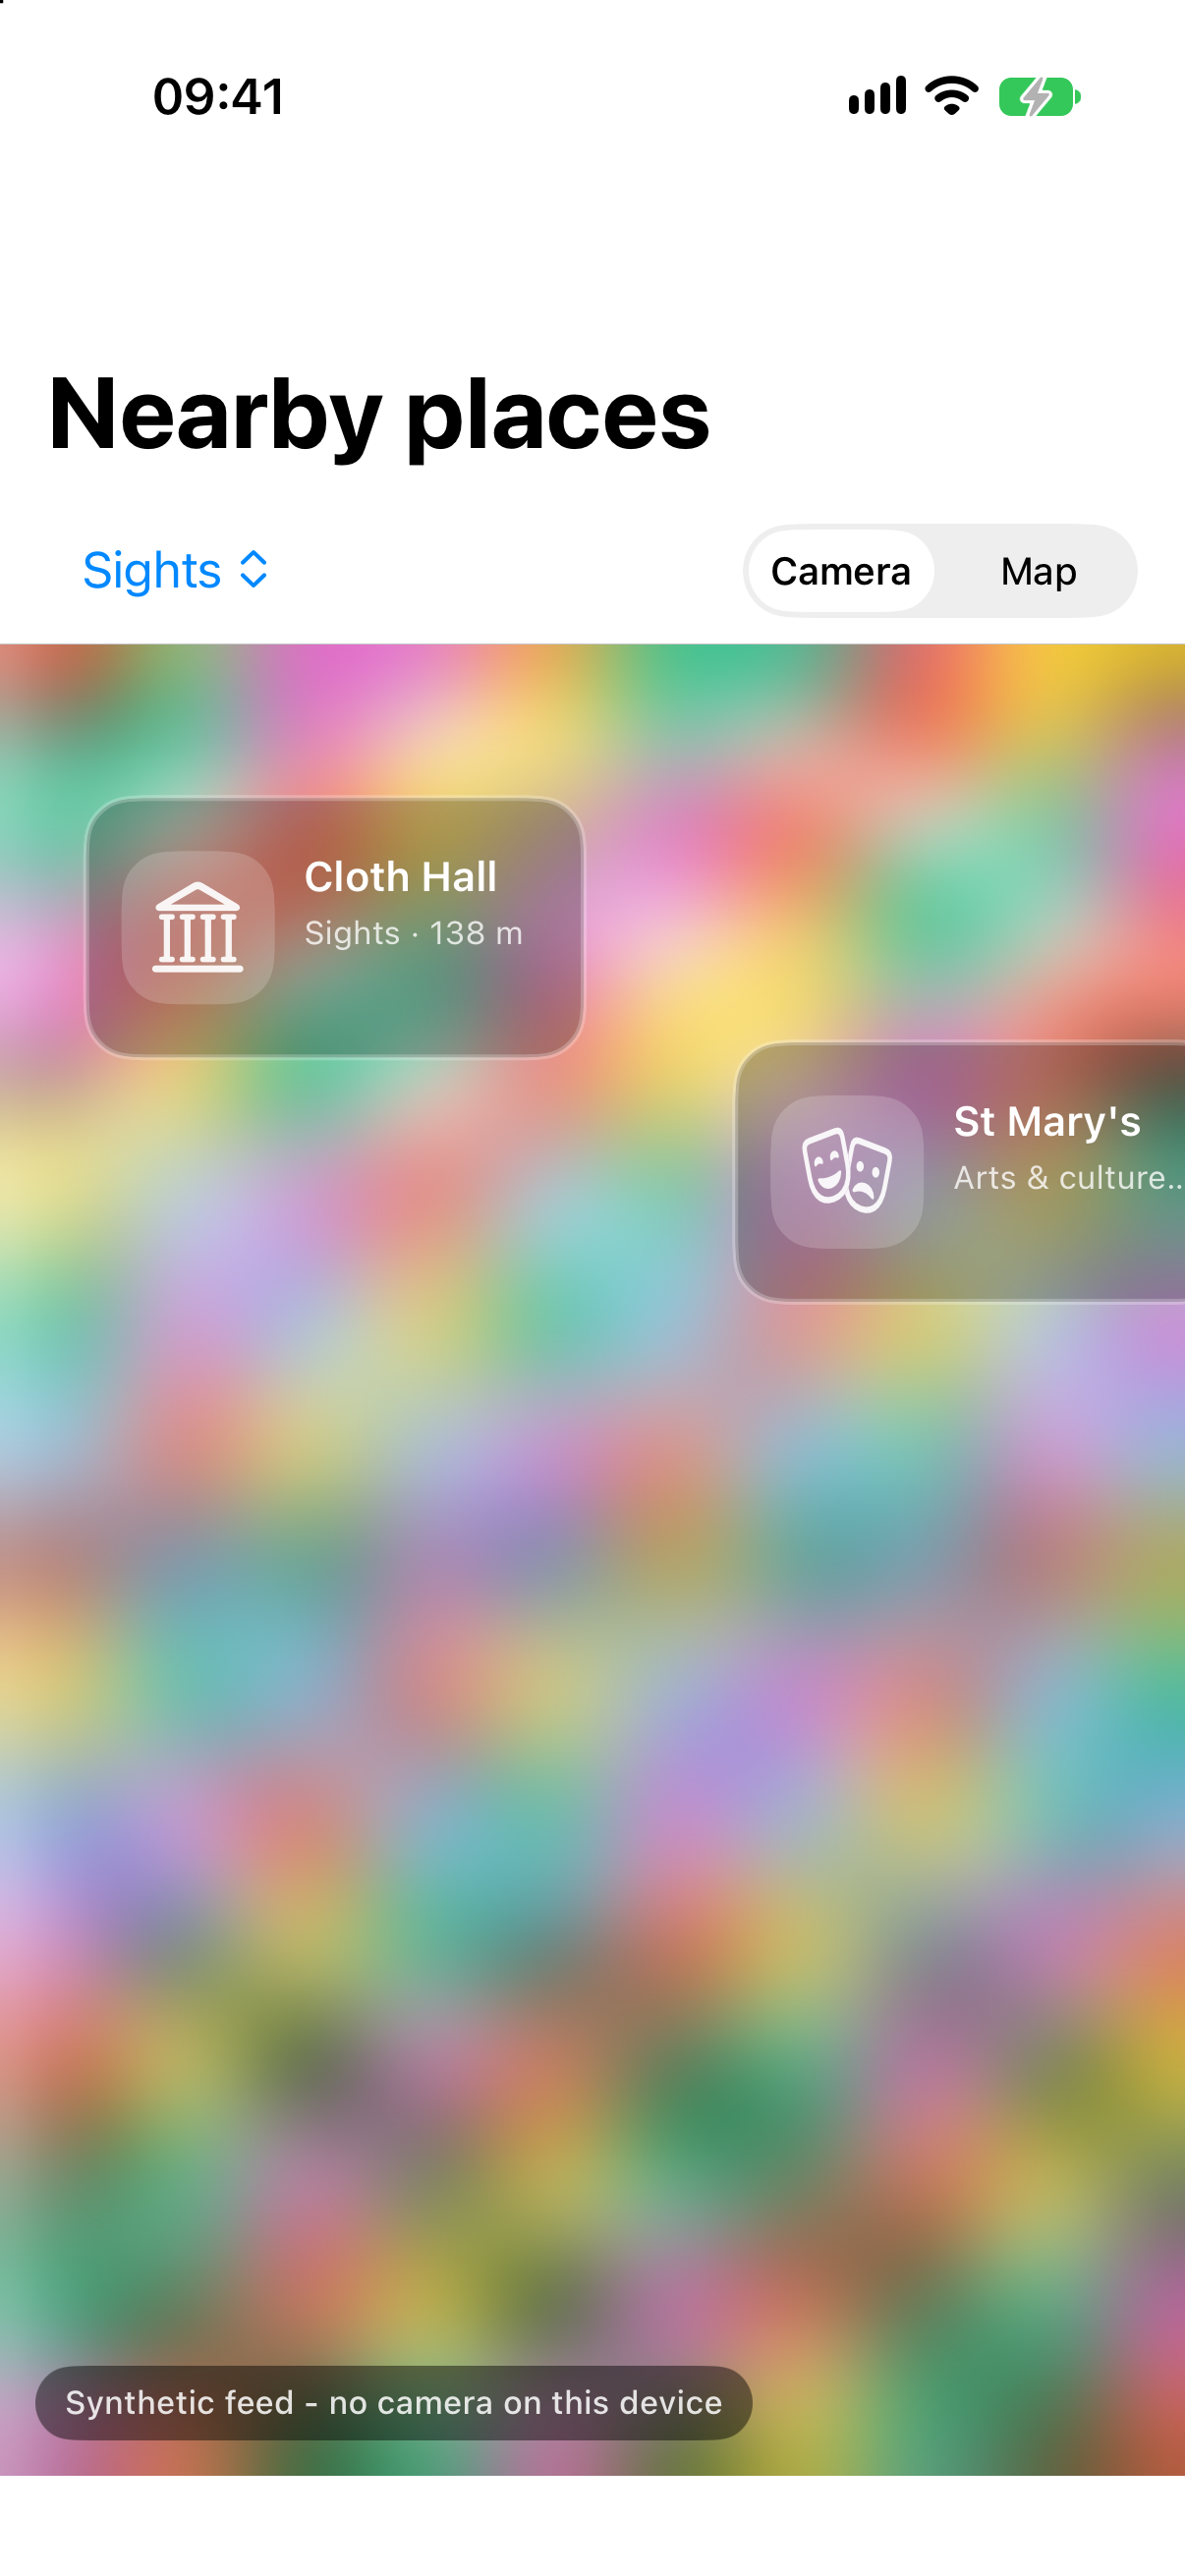 09:41
Nearby places
Sights
Camera
Map
Cloth Hall
Sights · 138 m
St Mary's
Arts & culture…
Synthetic feed - no camera on this device